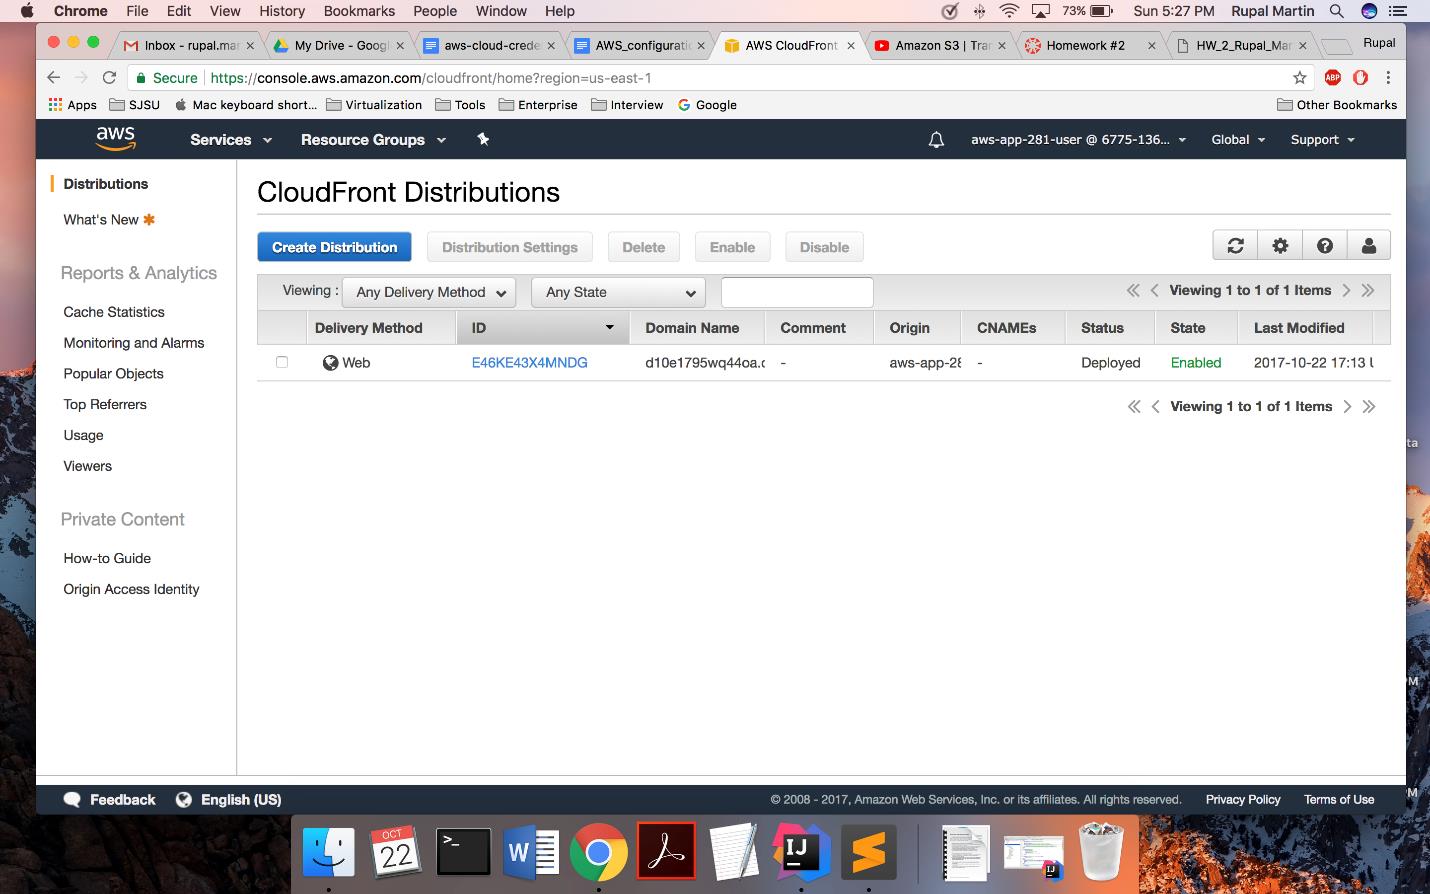 Chrome File Edit View History Bookmarks People Window Help 73% Sun 5:27 PM Rupal Martin
Inbox - rupal.mar
My Drive - Googl
aws-cloud-crede
AWS_configuratic
AWS CloudFront
Amazon S3 | Trar
Homework #2
HW_2_Rupal_Mar
Rupal
Secure https://console.aws.amazon.com/cloudfront/home?region=us-east-1
ABP
Apps SJSU Mac keyboard short... Virtualization Tools Enterprise Interview Google Other Bookmarks
aws Services Resource Groups aws-app-281-user @ 6775-136... Global Support
Distributions
What's New
Reports & Analytics
Cache Statistics
Monitoring and Alarms
Popular Objects
Top Referrers
Usage
Viewers
Private Content
How-to Guide
Origin Access Identity
CloudFront Distributions
Create Distribution Distribution Settings Delete Enable Disable
Viewing : Any Delivery Method Any State Viewing 1 to 1 of 1 Items
Delivery Method ID Domain Name Comment Origin CNAMEs Status State Last Modified
Web E46KE43X4MNDG d10e1795wq44oa.c - aws-app-28 - Deployed Enabled 2017-10-22 17:13 U
Viewing 1 to 1 of 1 Items
ta
PM
PM
Feedback English (US) © 2008 - 2017, Amazon Web Services, Inc. or its affiliates. All rights reserved. Privacy Policy Terms of Use
OCT
22
>_
W
IJ
IJ